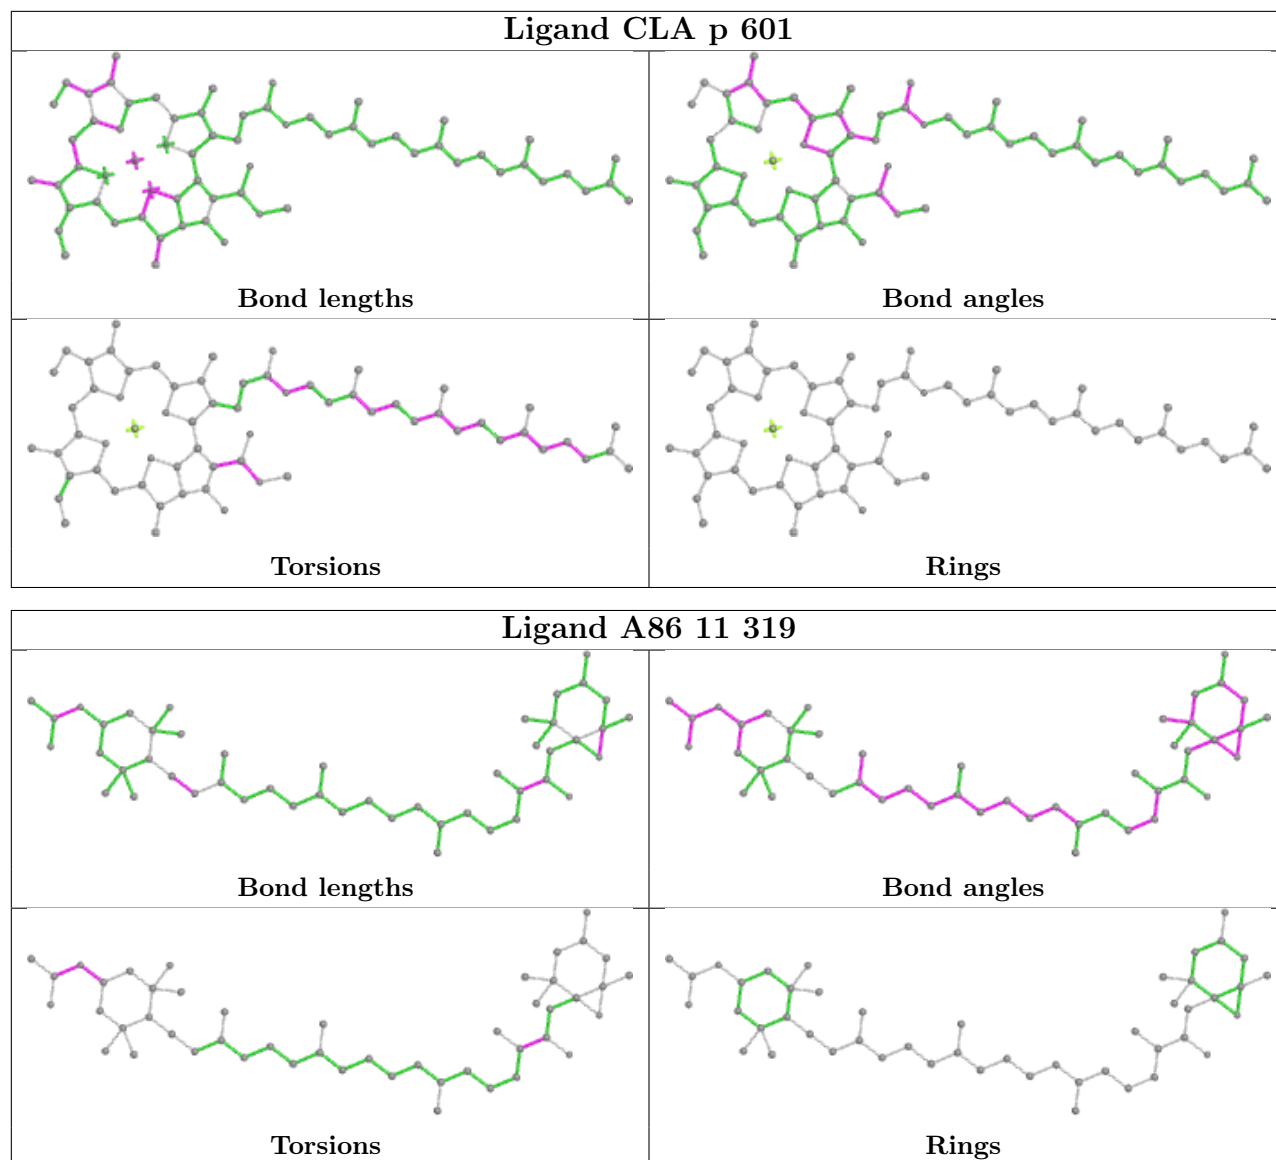 Ligand CLA p 601
Bond lengths
Bond angles
Torsions
Rings
Ligand A86 11 319
Bond lengths
Bond angles
Torsions
Rings